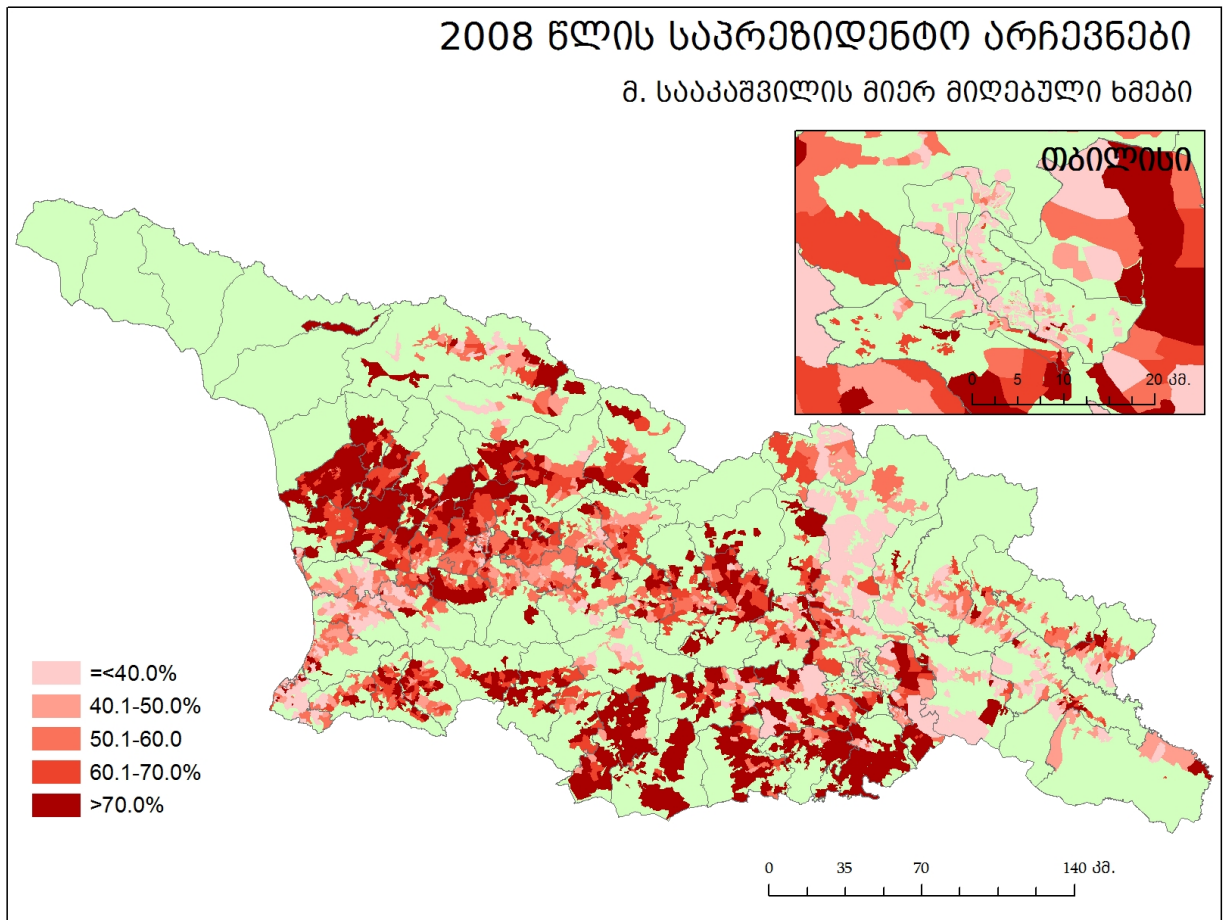 2008 წლის საპრეზიდენტო არჩევნები
მ. სააკაშვილის მიერ მიღებული ხმები
თბილისი
0 5 10 20 კმ.
=<40.0%
40.1-50.0%
50.1-60.0
60.1-70.0%
>70.0%
0 35 70 140 კმ.